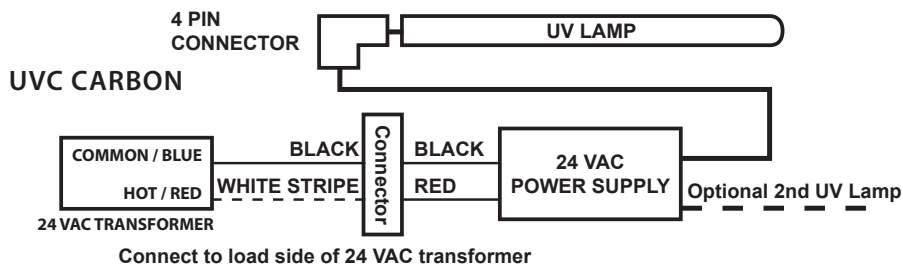 4 PIN
CONNECTOR
UV LAMP
UVC CARBON
COMMON / BLUE
HOT / RED
24 VAC TRANSFORMER
BLACK
WHITE STRIPE
Connector
BLACK
RED
24 VAC
POWER SUPPLY
Optional 2nd UV Lamp
Connect to load side of 24 VAC transformer